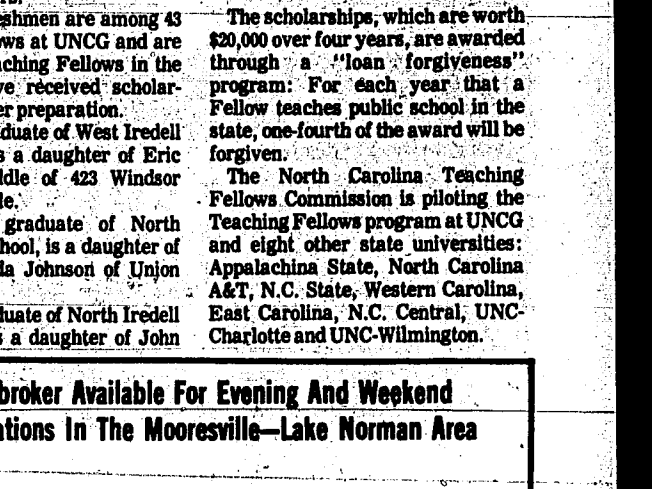 eshmen are among 43
ws at UNCG and are
ching Fellows in the
ve received scholar-
er preparation.
duate of West Iredell
s a daughter of Eric
ddle of 423 Windsor
le.
graduate of North
hool, is a daughter of
da Johnson of Union
duate of North Iredell
s a daughter of John
The scholarships, which are worth
$20,000 over four years, are awarded
through a "loan forgiveness"
program: For each year that a
Fellow teaches public school in the
state, one-fourth of the award will be
forgiven.
The North Carolina Teaching
Fellows Commission is piloting the
Teaching Fellows program at UNCG
and eight other state universities:
Appalachina State, North Carolina
A&T, N.C. State, Western Carolina,
East Carolina, N.C. Central, UNC-
Charlotte and UNC-Wilmington.
broker Available For Evening And Weekend
ations In The Mooresville—Lake Norman Area